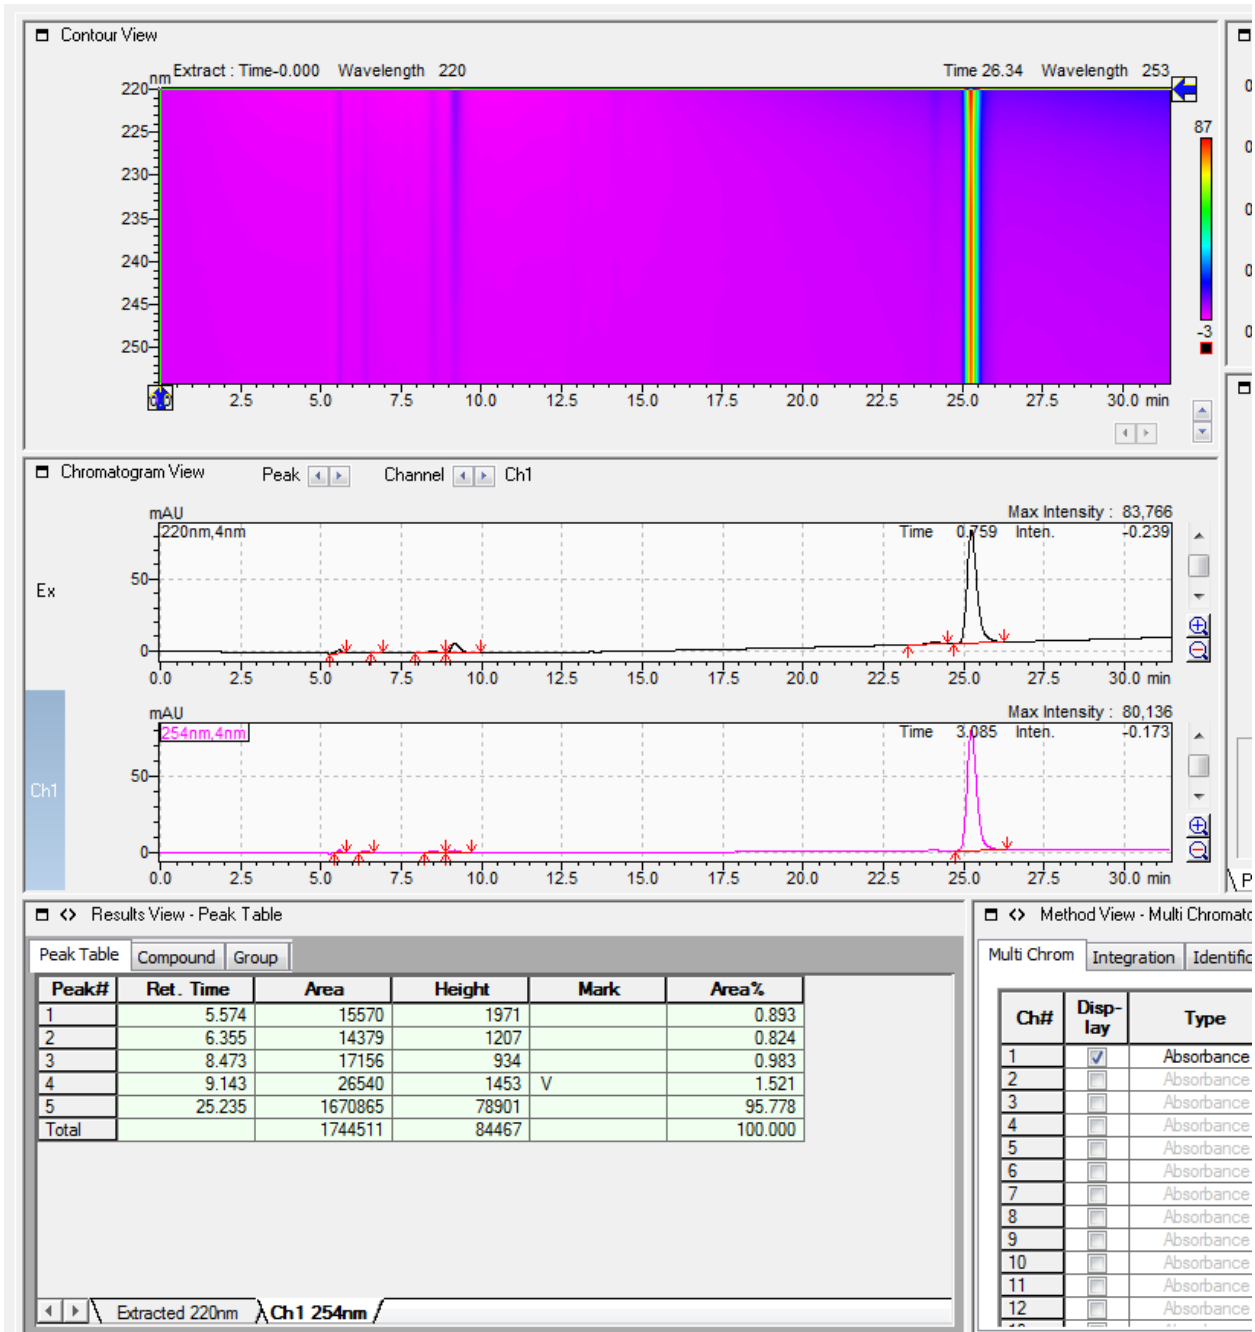 Contour View
Extract : Time-0.000 Wavelength 220 Time 26.34 Wavelength 253
nm
220
225
230
235
240
245
250
87
-3
2.5 5.0 7.5 10.0 12.5 15.0 17.5 20.0 22.5 25.0 27.5 30.0 min
Chromatogram View Peak Channel Ch1
mAU Max Intensity : 83,766
220nm,4nm Time 0.759 Inten. -0.239
50
Ex
0
0.0 2.5 5.0 7.5 10.0 12.5 15.0 17.5 20.0 22.5 25.0 27.5 30.0 min
mAU Max Intensity : 80,136
254nm,4nm Time 3.085 Inten. -0.173
50
Ch1
0
0.0 2.5 5.0 7.5 10.0 12.5 15.0 17.5 20.0 22.5 25.0 27.5 30.0 min
Results View - Peak Table
Peak Table Compound Group
Peak# Ret. Time Area Height Mark Area%
1 5.574 15570 1971 0.893
2 6.355 14379 1207 0.824
3 8.473 17156 934 0.983
4 9.143 26540 1453 V 1.521
5 25.235 1670865 78901 95.778
Total 1744511 84467 100.000
Extracted 220nm Ch1 254nm
Method View - Multi Chromato
Multi Chrom Integration Identific
Ch# Disp-lay Type
1 Absorbance
2 Absorbance
3 Absorbance
4 Absorbance
5 Absorbance
6 Absorbance
7 Absorbance
8 Absorbance
9 Absorbance
10 Absorbance
11 Absorbance
12 Absorbance